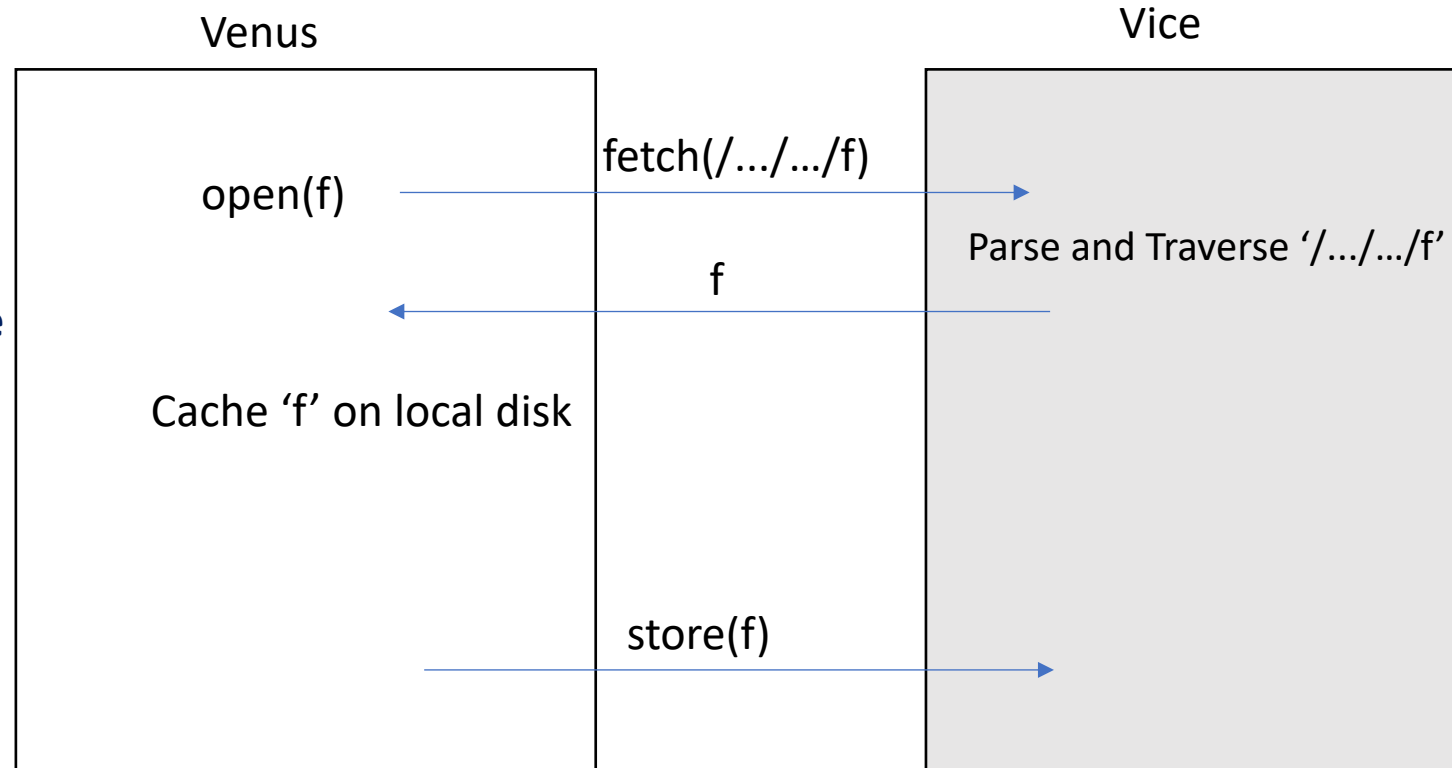 Venus
Vice
fetch(/.../.../f)
open(f)
Parse and Traverse ‘/.../.../f’
f
e
Cache ‘f’ on local disk
store(f)